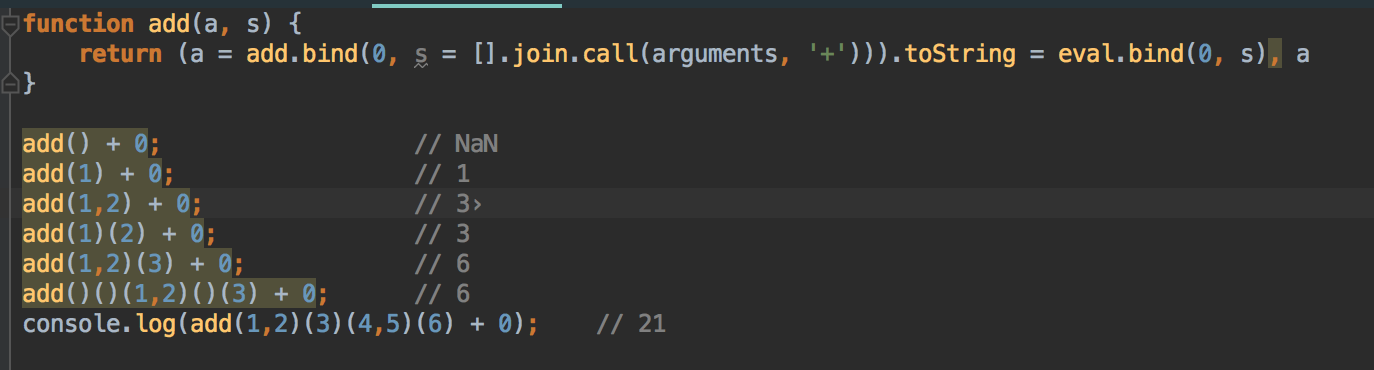 function add(a, s) {
    return (a = add.bind(0, s = [].join.call(arguments, '+'))).toString = eval.bind(0, s), a
}
add() + 0;                  // NaN
add(1) + 0;                 // 1
add(1,2) + 0;               // 3›
add(1)(2) + 0;              // 3
add(1,2)(3) + 0;            // 6
add()()(1,2)()(3) + 0;      // 6
console.log(add(1,2)(3)(4,5)(6) + 0);    // 21